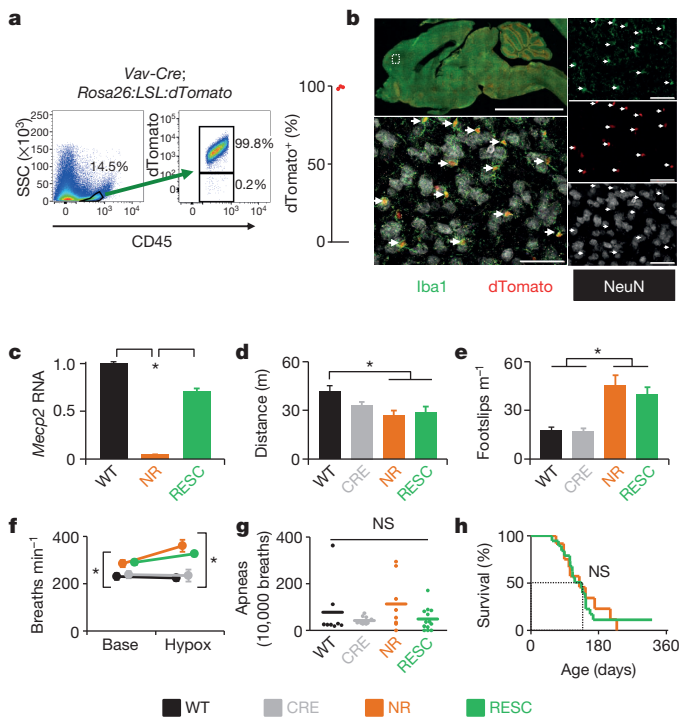 a
Vav-Cre;
Rosa26:LSL:dTomato
SSC (×10³)
250
200
150
100
50
0
14.5%
0 10³ 10⁴
dTomato
10⁵
10⁴
10³
10²
0
99.8%
0.2%
0 10³ 10⁴
CD45
dTomato⁺ (%)
100
50
0
b
Iba1 dTomato NeuN
c
Mecp2 RNA
1.0
0.5
0
*
WT NR RESC
d
Distance (m)
60
30
0
*
WT CRE NR RESC
e
Footslips m⁻¹
60
30
0
*
WT CRE NR RESC
f
Breaths min⁻¹
400
200
0
* *
Base Hypox
g
Apneas
(10,000 breaths)
400
200
0
NS
WT CRE NR RESC
h
Survival (%)
100
50
0
NS
0 180 360
Age (days)
WT CRE NR RESC